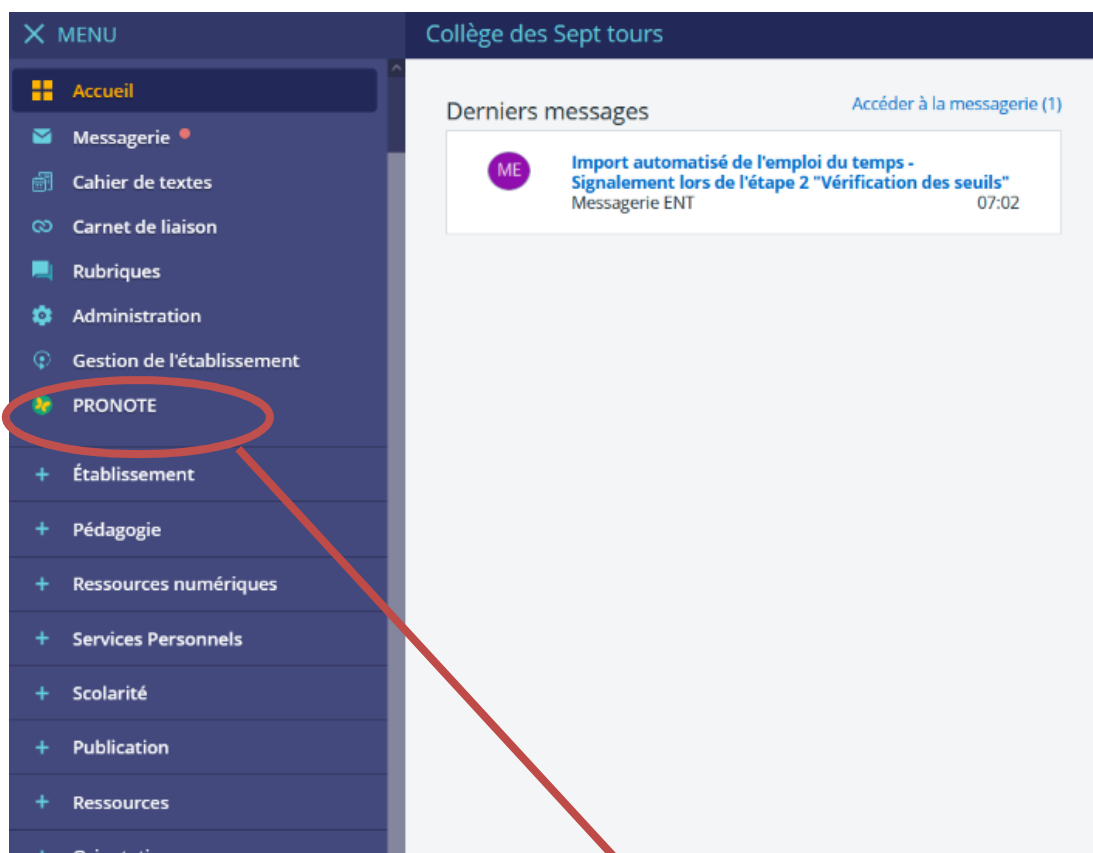 MENU
Collège des Sept tours
Accueil
Messagerie
Cahier de textes
Carnet de liaison
Rubriques
Administration
Gestion de l'établissement
PRONOTE
Établissement
Pédagogie
Ressources numériques
Services Personnels
Scolarité
Publication
Ressources
Derniers messages
Accéder à la messagerie (1)
ME
Import automatisé de l'emploi du temps -
Signalement lors de l'étape 2 "Vérification des seuils"
Messagerie ENT 07:02